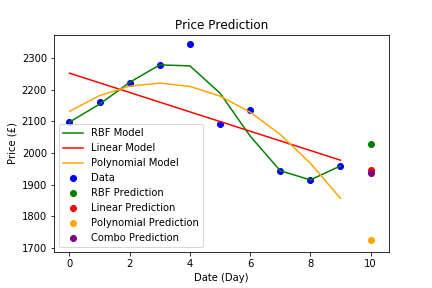 Price Prediction
Price (£)
2300
2200
2100
2000
1900
1800
1700
RBF Model
Linear Model
Polynomial Model
Data
RBF Prediction
Linear Prediction
Polynomial Prediction
Combo Prediction
0 2 4 6 8 10
Date (Day)